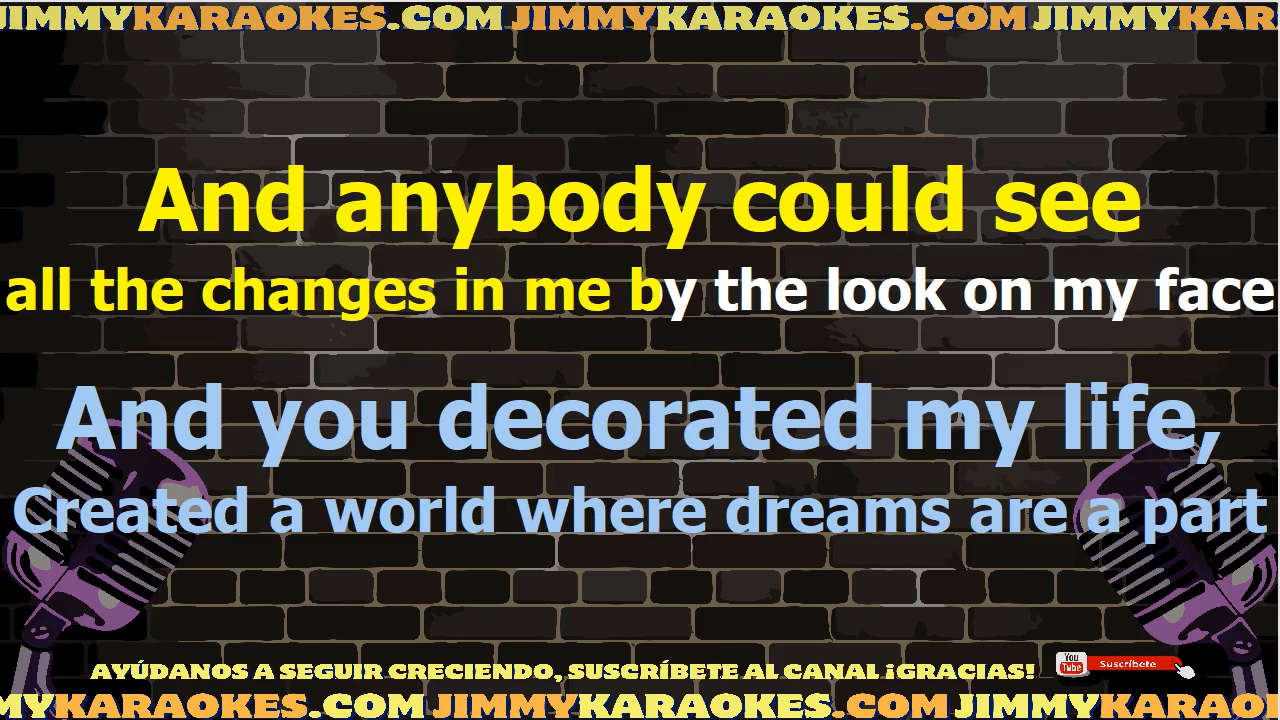 JIMMYKARAOKES.COM JIMMYKARAOKES.COM JIMMYKAR
And anybody could see
all the changes in me by the look on my face
And you decorated my life,
Created a world where dreams are a part
AYÚDANOS A SEGUIR CRECIENDO, SUSCRÍBETE AL CANAL ¡GRACIAS!
You Tube Suscríbete
MYKARAOKES.COM JIMMYKARAOKES.COM JIMMYKARAO